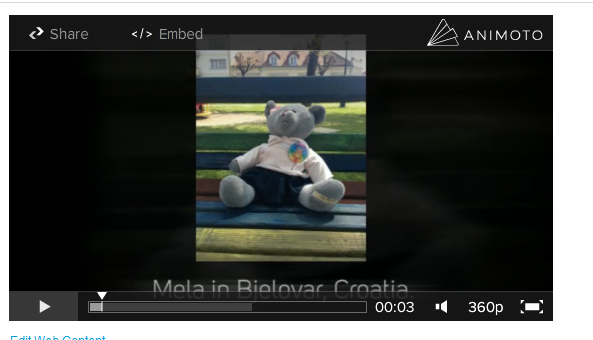 Share
</> Embed
ANIMOTO
Mela in Bjelovar, Croatia.
00:03
360p
Edit Web Content